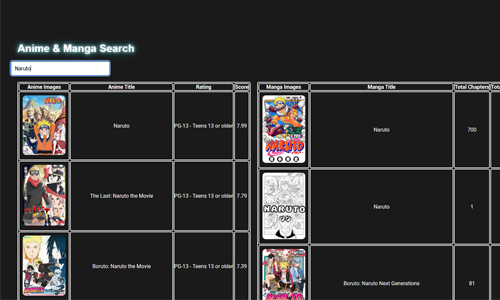 Anime & Manga Search
Naruto
Anime Images Anime Title Rating Score
Naruto PG-13 - Teens 13 or older 7.99
The Last: Naruto the Movie PG-13 - Teens 13 or older 7.79
Boruto: Naruto the Movie PG-13 - Teens 13 or older 7.39
Manga Images Manga Title Total Chapters
NARUTO
Naruto 700
NARUTO
Naruto 1
Boruto: Naruto Next Generations 81